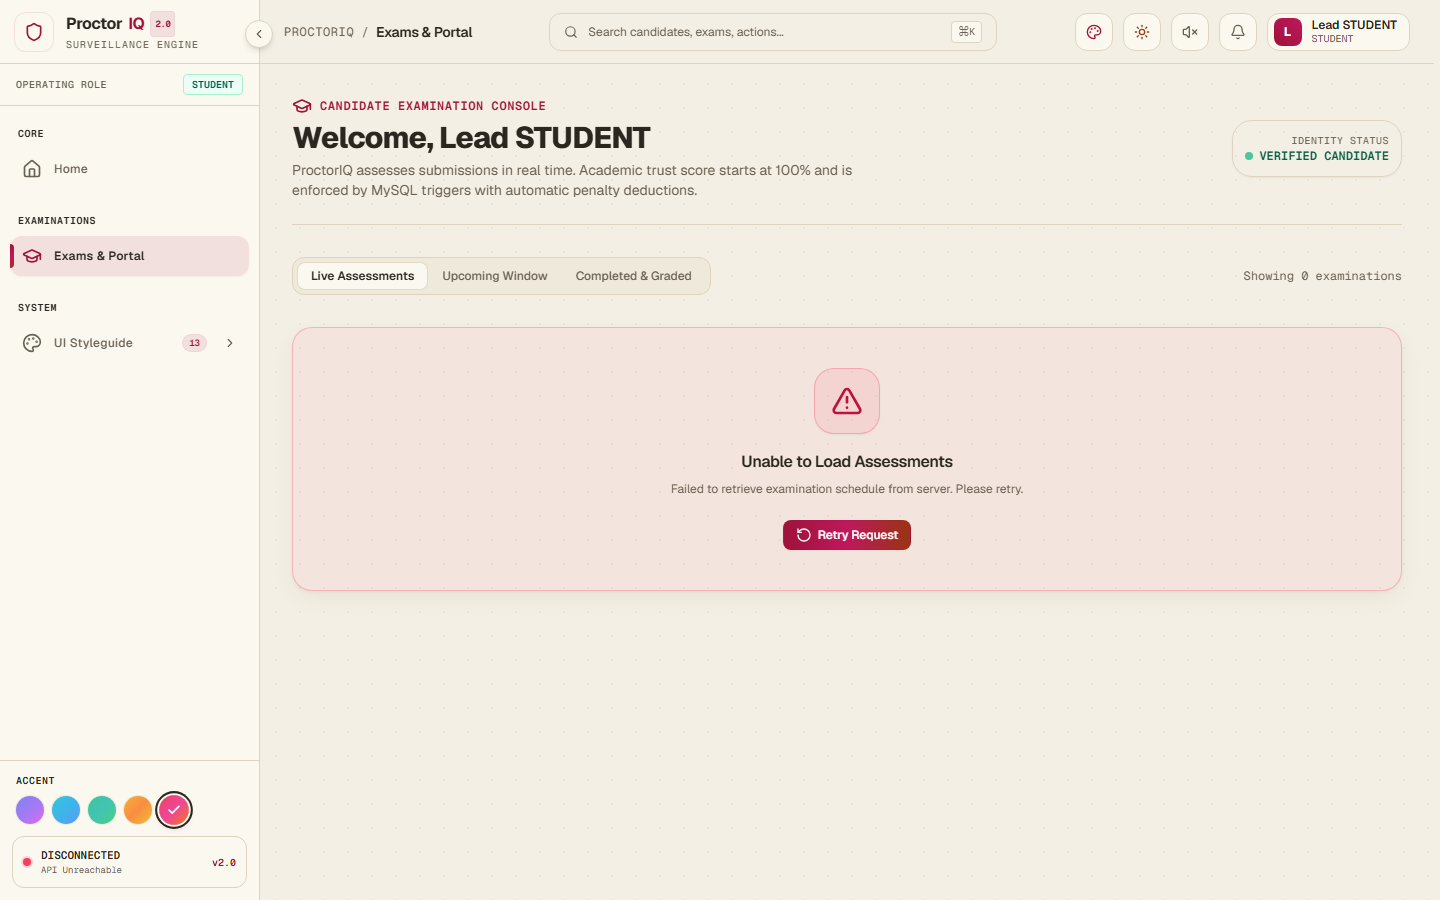 Proctor IQ 2.0
SURVEILLANCE ENGINE
OPERATING ROLE STUDENT
CORE
Home
EXAMINATIONS
Exams & Portal
SYSTEM
UI Styleguide 13
ACCENT
DISCONNECTED
API Unreachable
v2.0
PROCTORIQ / Exams & Portal
Search candidates, exams, actions...
⌘K
L
Lead STUDENT
STUDENT
CANDIDATE EXAMINATION CONSOLE
Welcome, Lead STUDENT
ProctorIQ assesses submissions in real time. Academic trust score starts at 100% and is
enforced by MySQL triggers with automatic penalty deductions.
IDENTITY STATUS
VERIFIED CANDIDATE
Live Assessments Upcoming Window Completed & Graded
Showing 0 examinations
Unable to Load Assessments
Failed to retrieve examination schedule from server. Please retry.
Retry Request